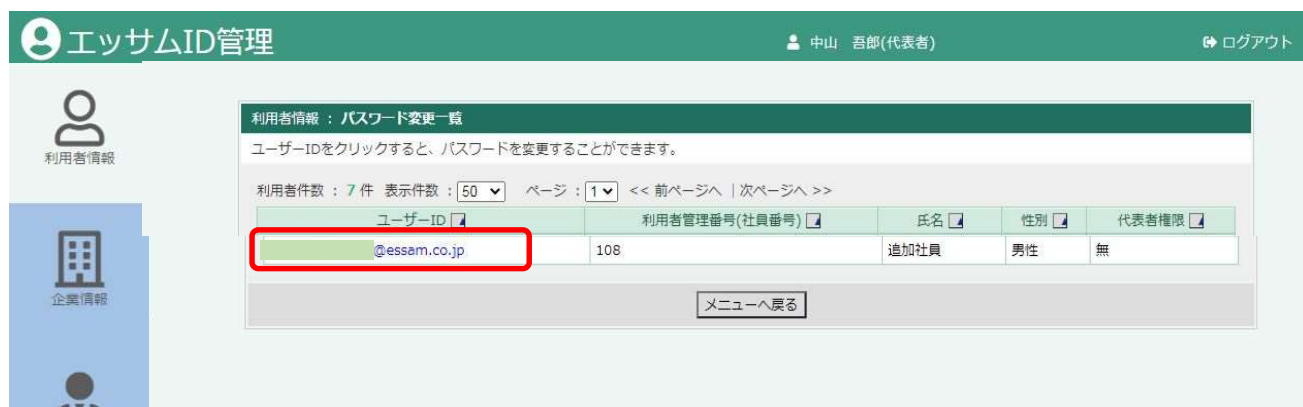 エッサムID管理
中山 吾郎(代表者)
ログアウト
利用者情報
利用者情報 : パスワード変更一覧
ユーザーIDをクリックすると、パスワードを変更することができます。
利用者件数 : 7 件 表示件数 : 50 ページ : 1 << 前ページへ | 次ページへ >>
ユーザーID 利用者管理番号(社員番号) 氏名 性別 代表者権限
@essam.co.jp 108 追加社員 男性 無
企業情報
メニューへ戻る